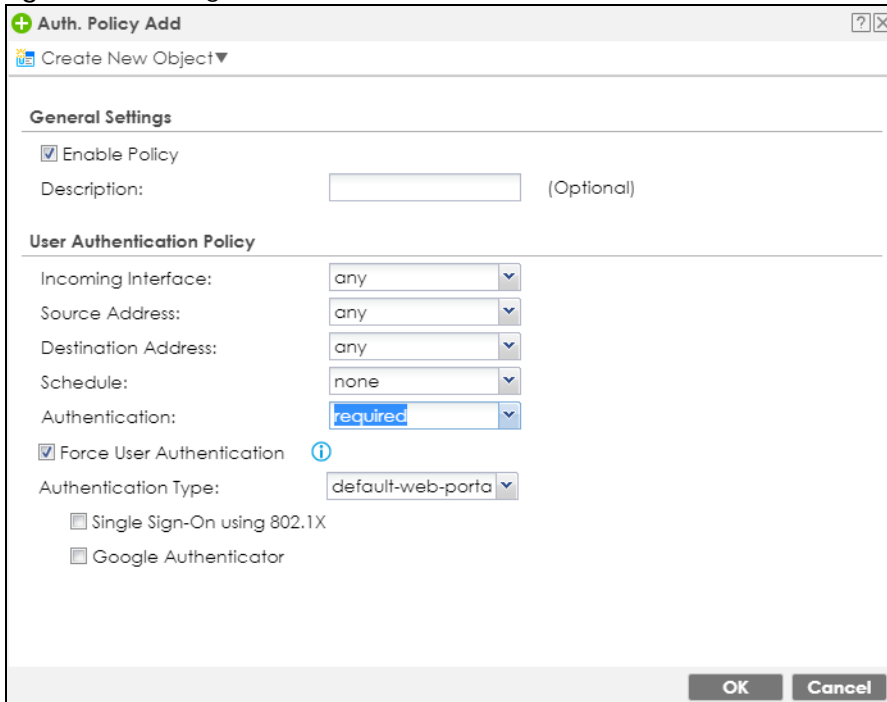 Auth. Policy Add
Create New Object
General Settings
Enable Policy
Description: (Optional)
User Authentication Policy
Incoming Interface: any
Source Address: any
Destination Address: any
Schedule: none
Authentication: required
Force User Authentication
Authentication Type: default-web-porta
Single Sign-On using 802.1X
Google Authenticator
OK Cancel